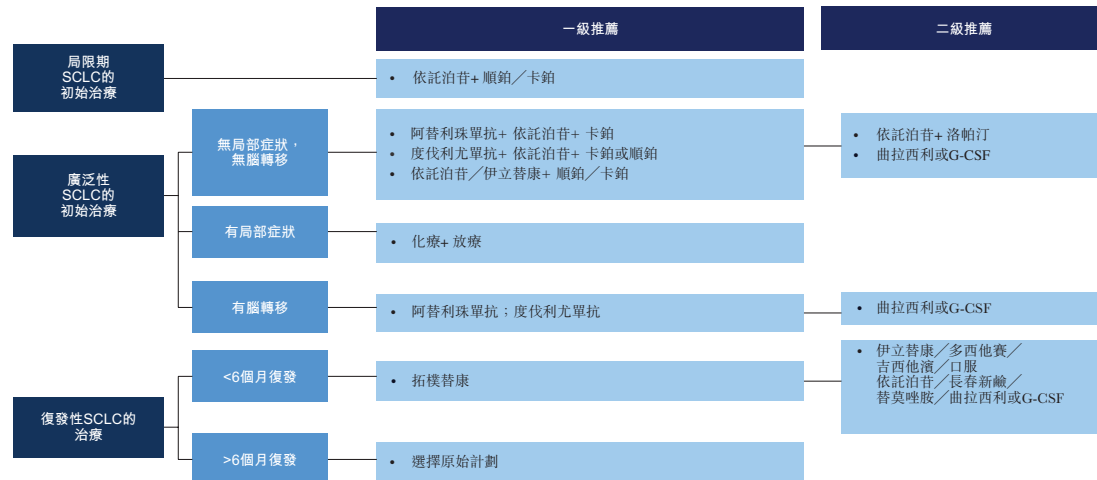 一級推薦
二級推薦
局限期
SCLC的
初始治療
• 依託泊苷+ 順鉑／卡鉑
廣泛性
SCLC的
初始治療
無局部症狀，
無腦轉移
• 阿替利珠單抗+ 依託泊苷+ 卡鉑
• 度伐利尤單抗+ 依託泊苷+ 卡鉑或順鉑
• 依託泊苷／伊立替康+ 順鉑／卡鉑
• 依託泊苷+ 洛帕汀
• 曲拉西利或G-CSF
有局部症狀
• 化療+ 放療
有腦轉移
• 阿替利珠單抗；度伐利尤單抗
• 曲拉西利或G-CSF
復發性SCLC的
治療
<6個月復發
• 拓樸替康
• 伊立替康／多西他賽／
吉西他濱／口服
依託泊苷／長春新鹼／
替莫唑胺／曲拉西利或G-CSF
>6個月復發
• 選擇原始計劃